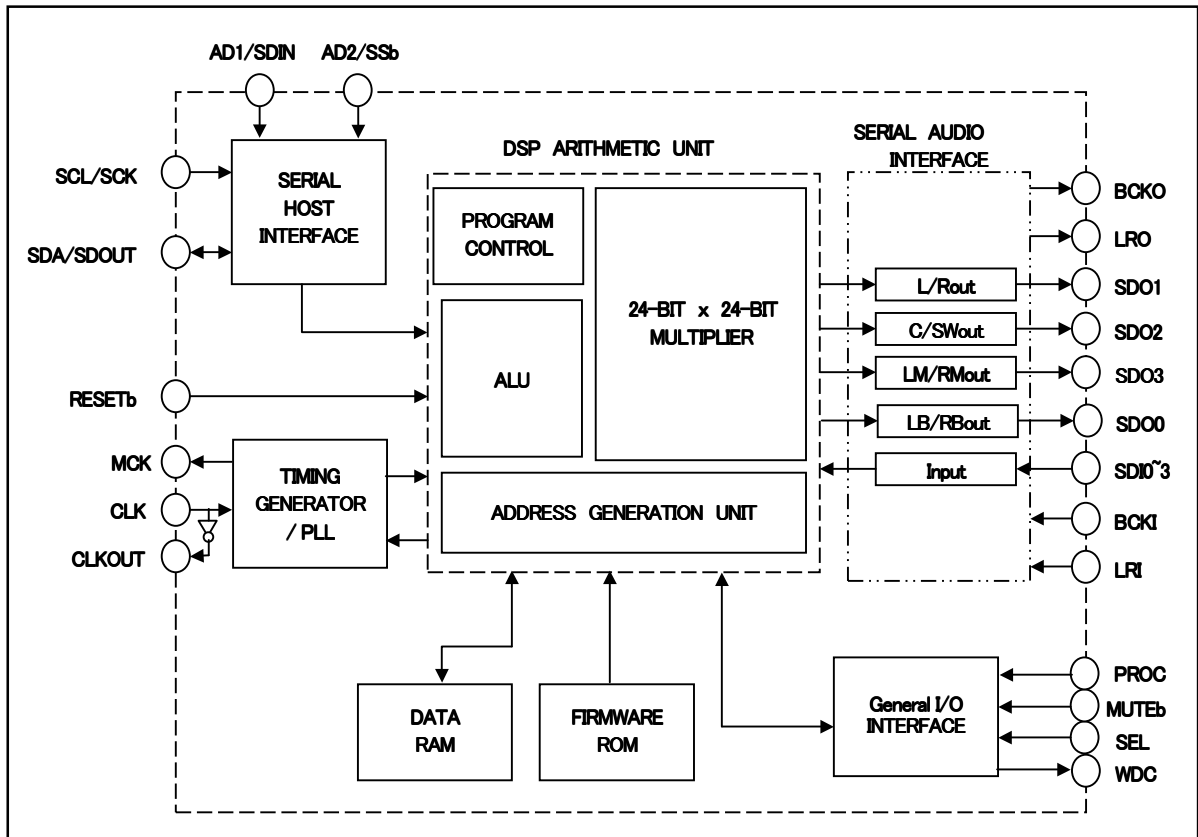 AD1/SDIN
AD2/SSb
SCL/SCK
SDA/SDOUT
SERIAL
HOST
INTERFACE
RESETb
MCK
CLK
CLKOUT
TIMING
GENERATOR
/ PLL
DSP ARITHMETIC UNIT
PROGRAM
CONTROL
ALU
24-BIT x 24-BIT
MULTIPLIER
ADDRESS GENERATION UNIT
SERIAL AUDIO
INTERFACE
L/Rout
C/SWout
LM/RMout
LB/RBout
Input
BCKO
LRO
SDO1
SDO2
SDO3
SDO0
SDI0~3
BCKI
LRI
DATA
RAM
FIRMWARE
ROM
General I/O
INTERFACE
PROC
MUTEb
SEL
WDC